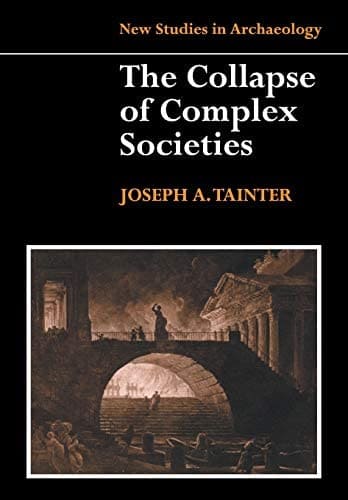 New Studies in Archaeology
The Collapse
of Complex
Societies
JOSEPH A. TAINTER